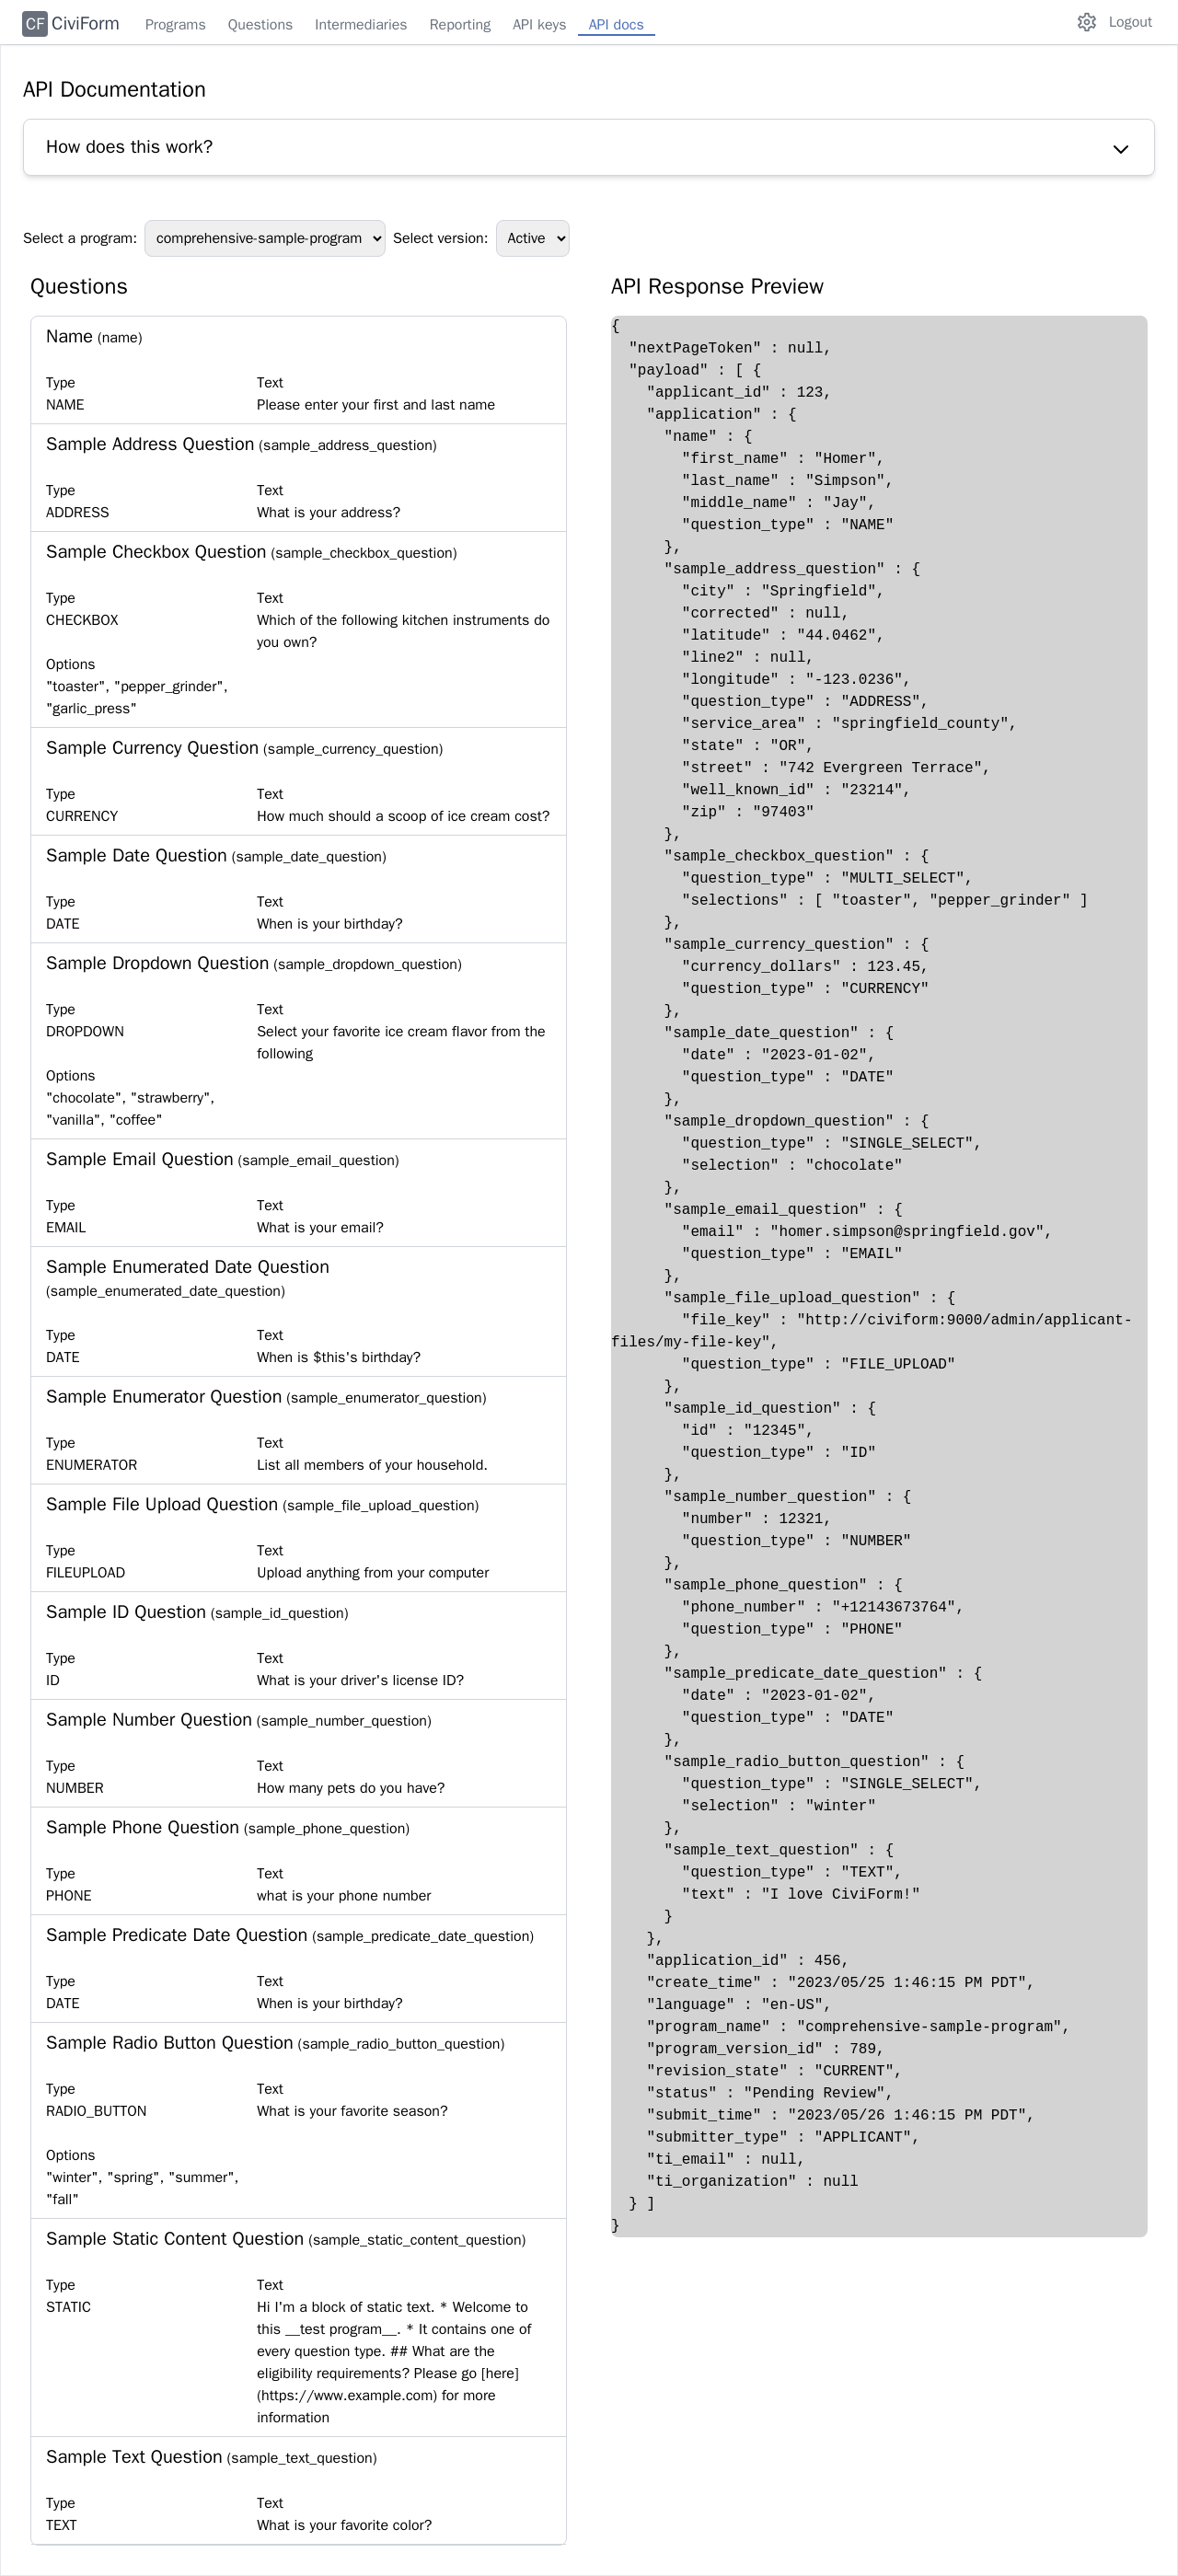 CF CiviForm Programs Questions Intermediaries Reporting API keys API docs Logout
API Documentation
How does this work?
Select a program: comprehensive-sample-program Select version: Active
Questions
Name (name)
Type Text
NAME Please enter your first and last name
Sample Address Question (sample_address_question)
Type Text
ADDRESS What is your address?
Sample Checkbox Question (sample_checkbox_question)
Type Text
CHECKBOX Which of the following kitchen instruments do
you own?
Options
"toaster", "pepper_grinder",
"garlic_press"
Sample Currency Question (sample_currency_question)
Type Text
CURRENCY How much should a scoop of ice cream cost?
Sample Date Question (sample_date_question)
Type Text
DATE When is your birthday?
Sample Dropdown Question (sample_dropdown_question)
Type Text
DROPDOWN Select your favorite ice cream flavor from the
following
Options
"chocolate", "strawberry",
"vanilla", "coffee"
Sample Email Question (sample_email_question)
Type Text
EMAIL What is your email?
Sample Enumerated Date Question
(sample_enumerated_date_question)
Type Text
DATE When is $this's birthday?
Sample Enumerator Question (sample_enumerator_question)
Type Text
ENUMERATOR List all members of your household.
Sample File Upload Question (sample_file_upload_question)
Type Text
FILEUPLOAD Upload anything from your computer
Sample ID Question (sample_id_question)
Type Text
ID What is your driver's license ID?
Sample Number Question (sample_number_question)
Type Text
NUMBER How many pets do you have?
Sample Phone Question (sample_phone_question)
Type Text
PHONE what is your phone number
Sample Predicate Date Question (sample_predicate_date_question)
Type Text
DATE When is your birthday?
Sample Radio Button Question (sample_radio_button_question)
Type Text
RADIO_BUTTON What is your favorite season?
Options
"winter", "spring", "summer",
"fall"
Sample Static Content Question (sample_static_content_question)
Type Text
STATIC Hi I'm a block of static text. * Welcome to
this __test program__. * It contains one of
every question type. ## What are the
eligibility requirements? Please go [here]
(https://www.example.com) for more
information
Sample Text Question (sample_text_question)
Type Text
TEXT What is your favorite color?
API Response Preview
{
"nextPageToken" : null,
"payload" : [ {
"applicant_id" : 123,
"application" : {
"name" : {
"first_name" : "Homer",
"last_name" : "Simpson",
"middle_name" : "Jay",
"question_type" : "NAME"
},
"sample_address_question" : {
"city" : "Springfield",
"corrected" : null,
"latitude" : "44.0462",
"line2" : null,
"longitude" : "-123.0236",
"question_type" : "ADDRESS",
"service_area" : "springfield_county",
"state" : "OR",
"street" : "742 Evergreen Terrace",
"well_known_id" : "23214",
"zip" : "97403"
},
"sample_checkbox_question" : {
"question_type" : "MULTI_SELECT",
"selections" : [ "toaster", "pepper_grinder" ]
},
"sample_currency_question" : {
"currency_dollars" : 123.45,
"question_type" : "CURRENCY"
},
"sample_date_question" : {
"date" : "2023-01-02",
"question_type" : "DATE"
},
"sample_dropdown_question" : {
"question_type" : "SINGLE_SELECT",
"selection" : "chocolate"
},
"sample_email_question" : {
"email" : "homer.simpson@springfield.gov",
"question_type" : "EMAIL"
},
"sample_file_upload_question" : {
"file_key" : "http://civiform:9000/admin/applicant-
files/my-file-key",
"question_type" : "FILE_UPLOAD"
},
"sample_id_question" : {
"id" : "12345",
"question_type" : "ID"
},
"sample_number_question" : {
"number" : 12321,
"question_type" : "NUMBER"
},
"sample_phone_question" : {
"phone_number" : "+12143673764",
"question_type" : "PHONE"
},
"sample_predicate_date_question" : {
"date" : "2023-01-02",
"question_type" : "DATE"
},
"sample_radio_button_question" : {
"question_type" : "SINGLE_SELECT",
"selection" : "winter"
},
"sample_text_question" : {
"question_type" : "TEXT",
"text" : "I love CiviForm!"
}
},
"application_id" : 456,
"create_time" : "2023/05/25 1:46:15 PM PDT",
"language" : "en-US",
"program_name" : "comprehensive-sample-program",
"program_version_id" : 789,
"revision_state" : "CURRENT",
"status" : "Pending Review",
"submit_time" : "2023/05/26 1:46:15 PM PDT",
"submitter_type" : "APPLICANT",
"ti_email" : null,
"ti_organization" : null
} ]
}